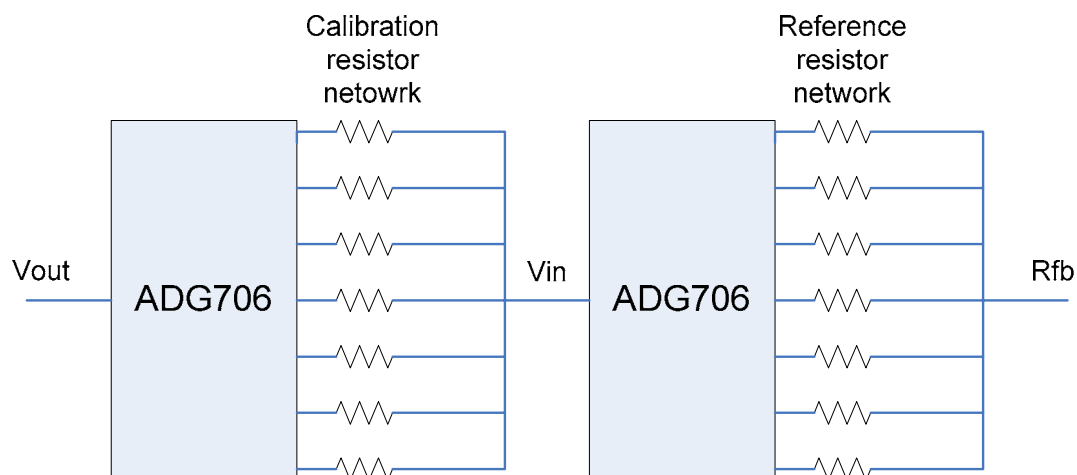 Calibration
resistor
netowrk
Reference
resistor
network
Vout
ADG706
Vin
ADG706
Rfb